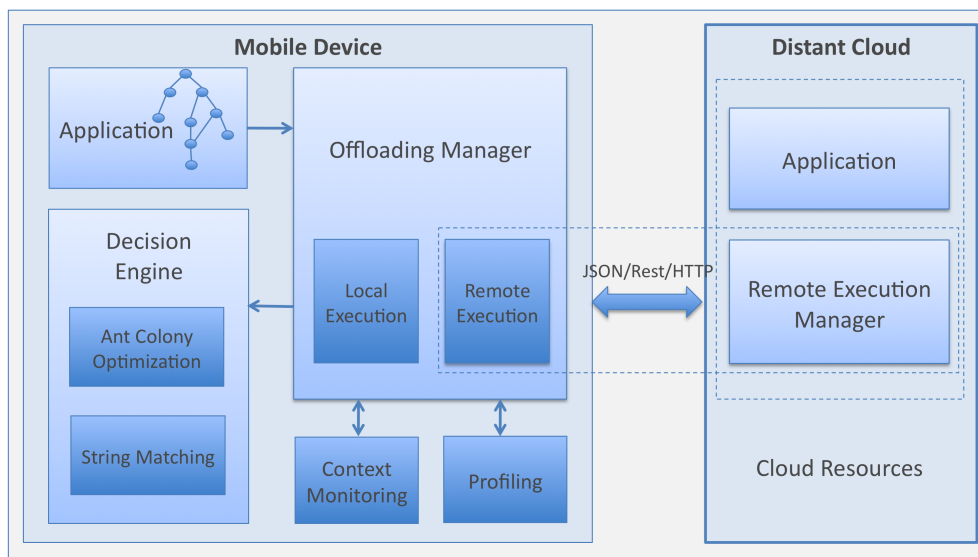 Mobile Device
Application
Offloading Manager
Decision
Engine
Ant Colony
Optimization
String Matching
Local
Execution
Remote
Execution
Context
Monitoring
Profiling
JSON/Rest/HTTP
Distant Cloud
Application
Remote Execution
Manager
Cloud Resources